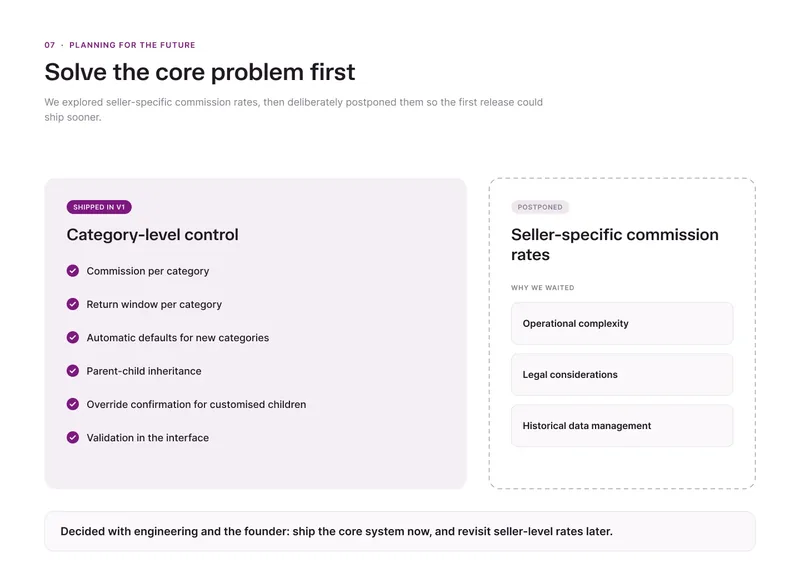 07 · PLANNING FOR THE FUTURE
Solve the core problem first
We explored seller-specific commission rates, then deliberately postponed them so the first release could
ship sooner.
SHIPPED IN V1
Category-level control
Commission per category
Return window per category
Automatic defaults for new categories
Parent-child inheritance
Override confirmation for customised children
Validation in the interface
POSTPONED
Seller-specific commission
rates
WHY WE WAITED
Operational complexity
Legal considerations
Historical data management
Decided with engineering and the founder: ship the core system now, and revisit seller-level rates later.